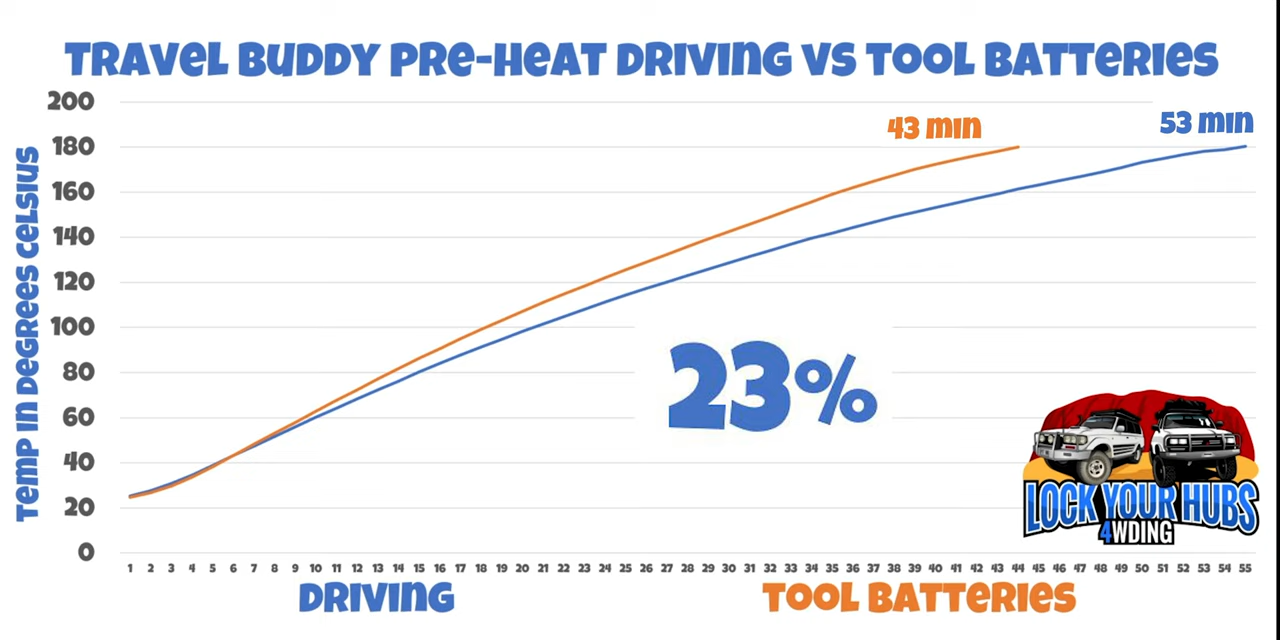 TRAVEL BUDDY PRE-HEAT DRIVING VS TOOL BATTERIES
TEMP IN DEGREES CELSIUS
200
180
160
140
120
100
80
60
40
20
0
43 MIN
53 MIN
23%
LOCK YOUR HUBS
4WDING
1 2 3 4 5 6 7 8 9 10 11 12 13 14 15 16 17 18 19 20 21 22 23 24 25 26 27 28 29 30 31 32 33 34 35 36 37 38 39 40 41 42 43 44 45 46 47 48 49 50 51 52 53 54 55
DRIVING
TOOL BATTERIES